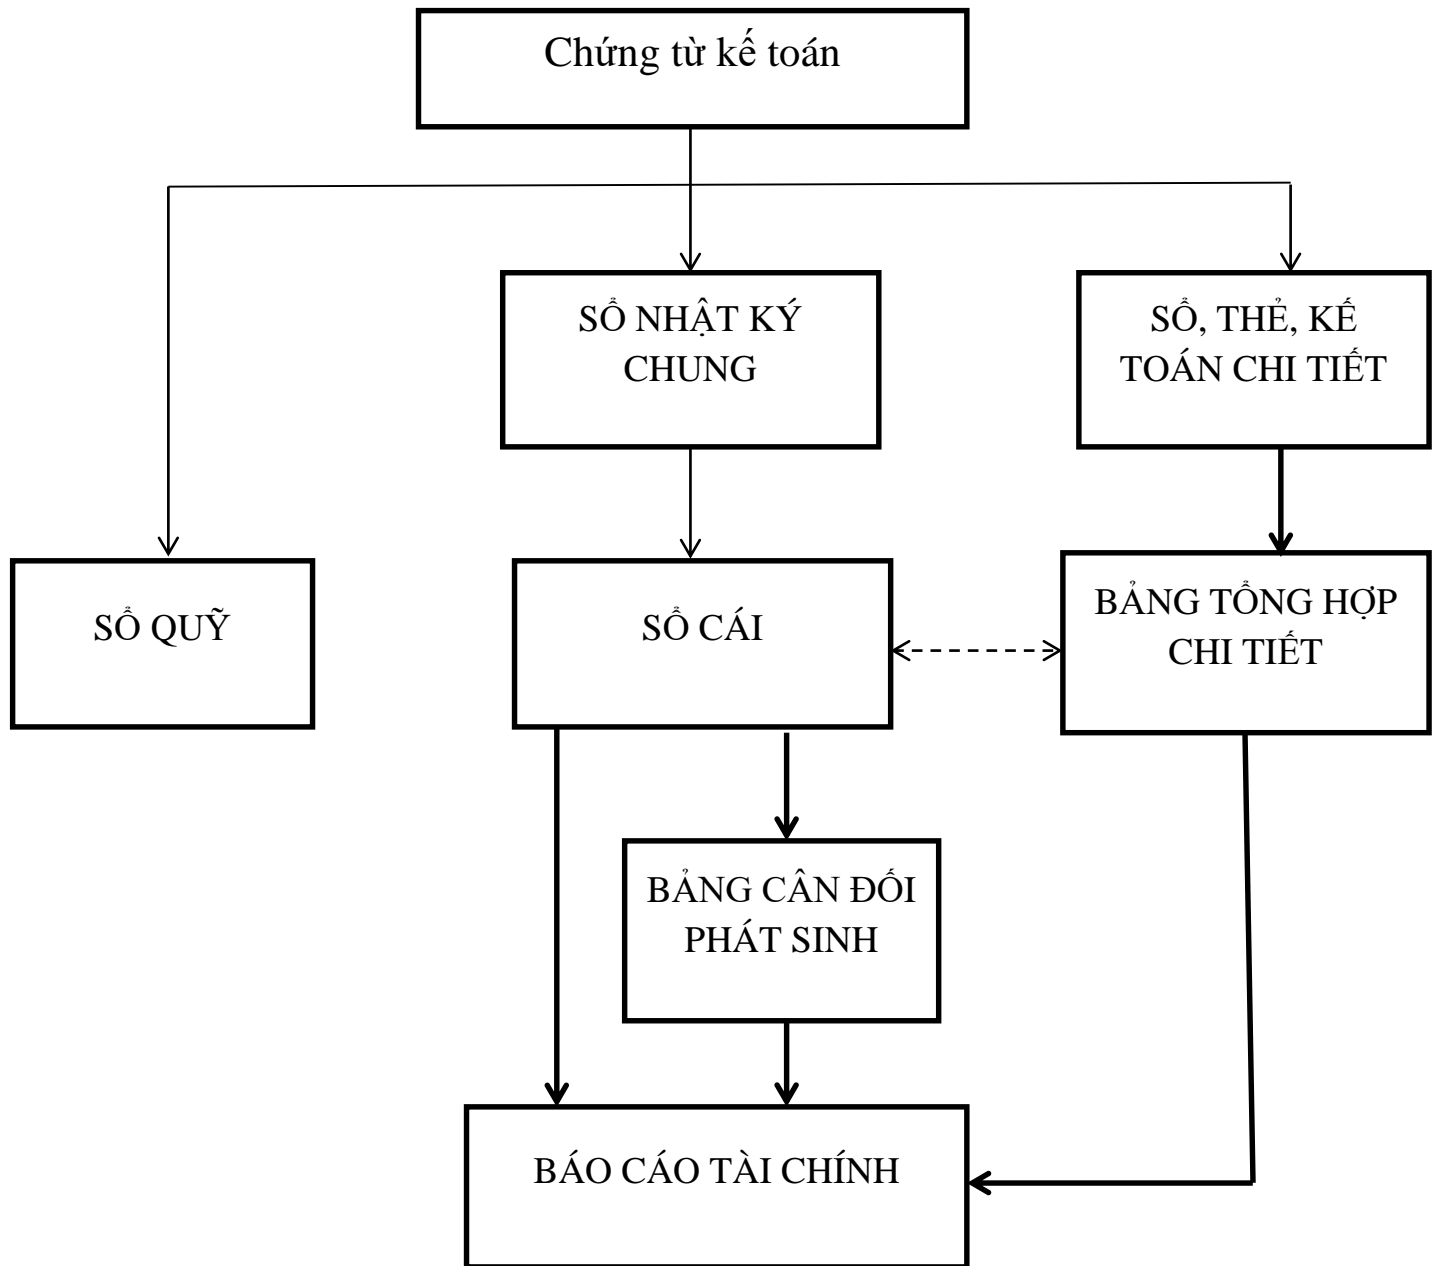 Chứng từ kế toán
SỔ NHẬT KÝ
CHUNG
SỔ, THẺ, KẾ
TOÁN CHI TIẾT
SỔ QUỸ
SỔ CÁI
BẢNG TỔNG HỢP
CHI TIẾT
BẢNG CÂN ĐỐI
PHÁT SINH
BÁO CÁO TÀI CHÍNH